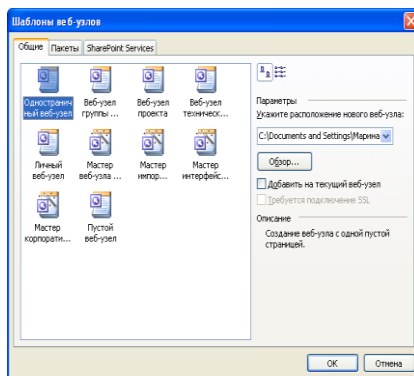 Шаблоны веб-узлов
Общие Пакеты SharePoint Services
Одностранич
ный веб-узел
Веб-узел
группы ...
Веб-узел
проекта
Веб-узел
техническ...
Личный
веб-узел
Мастер
веб-узла ...
Мастер
импор...
Мастер
интерфейс...
Мастер
корпорати...
Пустой
веб-узел
Параметры
Укажите расположение нового веб-узла:
C:\Documents and Settings\Марина
Обзор...
Добавить на текущий веб-узел
Требуется подключение SSL
Описание
Создание веб-узла с одной пустой
страницей.
ОК Отмена